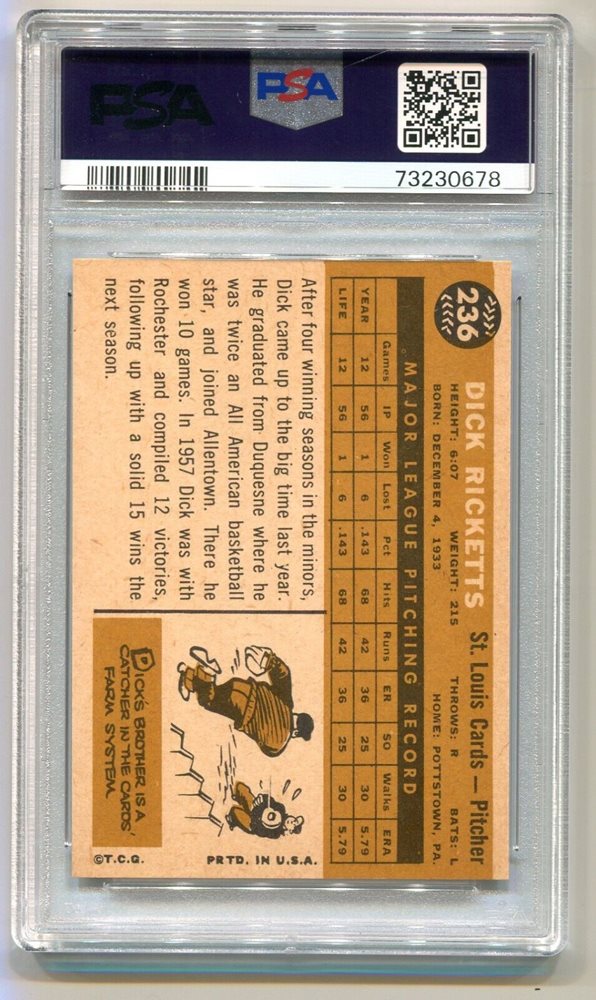 PSA
PSA
73230678
236
DICK RICKETTS St. Louis Cards — Pitcher
HEIGHT: 6:07 WEIGHT: 215 THROWS: R BATS: L
BORN: DECEMBER 4, 1933 HOME: POTTSTOWN, PA.
MAJOR LEAGUE PITCHING RECORD
Games IP Won Lost Pct Hits Runs ER SO Walks ERA
YEAR 12 56 1 6 .143 68 42 36 25 30 5.79
LIFE 12 56 1 6 .143 68 42 36 25 30 5.79
After four winning seasons in the minors,
Dick came up to the big time last year.
He graduated from Duquesne where he
was twice an All American basketball
star, and joined Allentown. There he
won 10 games. In 1957 Dick was with
Rochester and compiled 12 victories,
following up with a solid 15 wins the
next season.
DICK'S BROTHER IS A
CATCHER IN THE CARDS'
FARM SYSTEM
©T.C.G. PRTD. IN U.S.A.